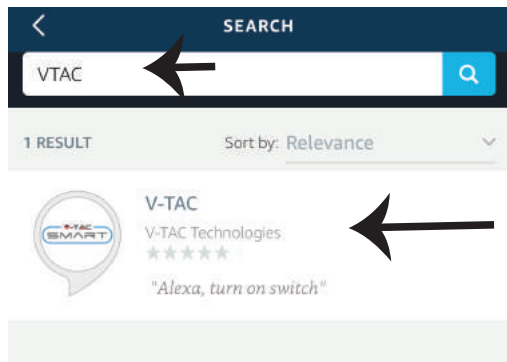 SEARCH
VTAC
1 RESULT Sort by: Relevance
V-TAC
V-TAC
SMART
V-TAC Technologies
"Alexa, turn on switch"